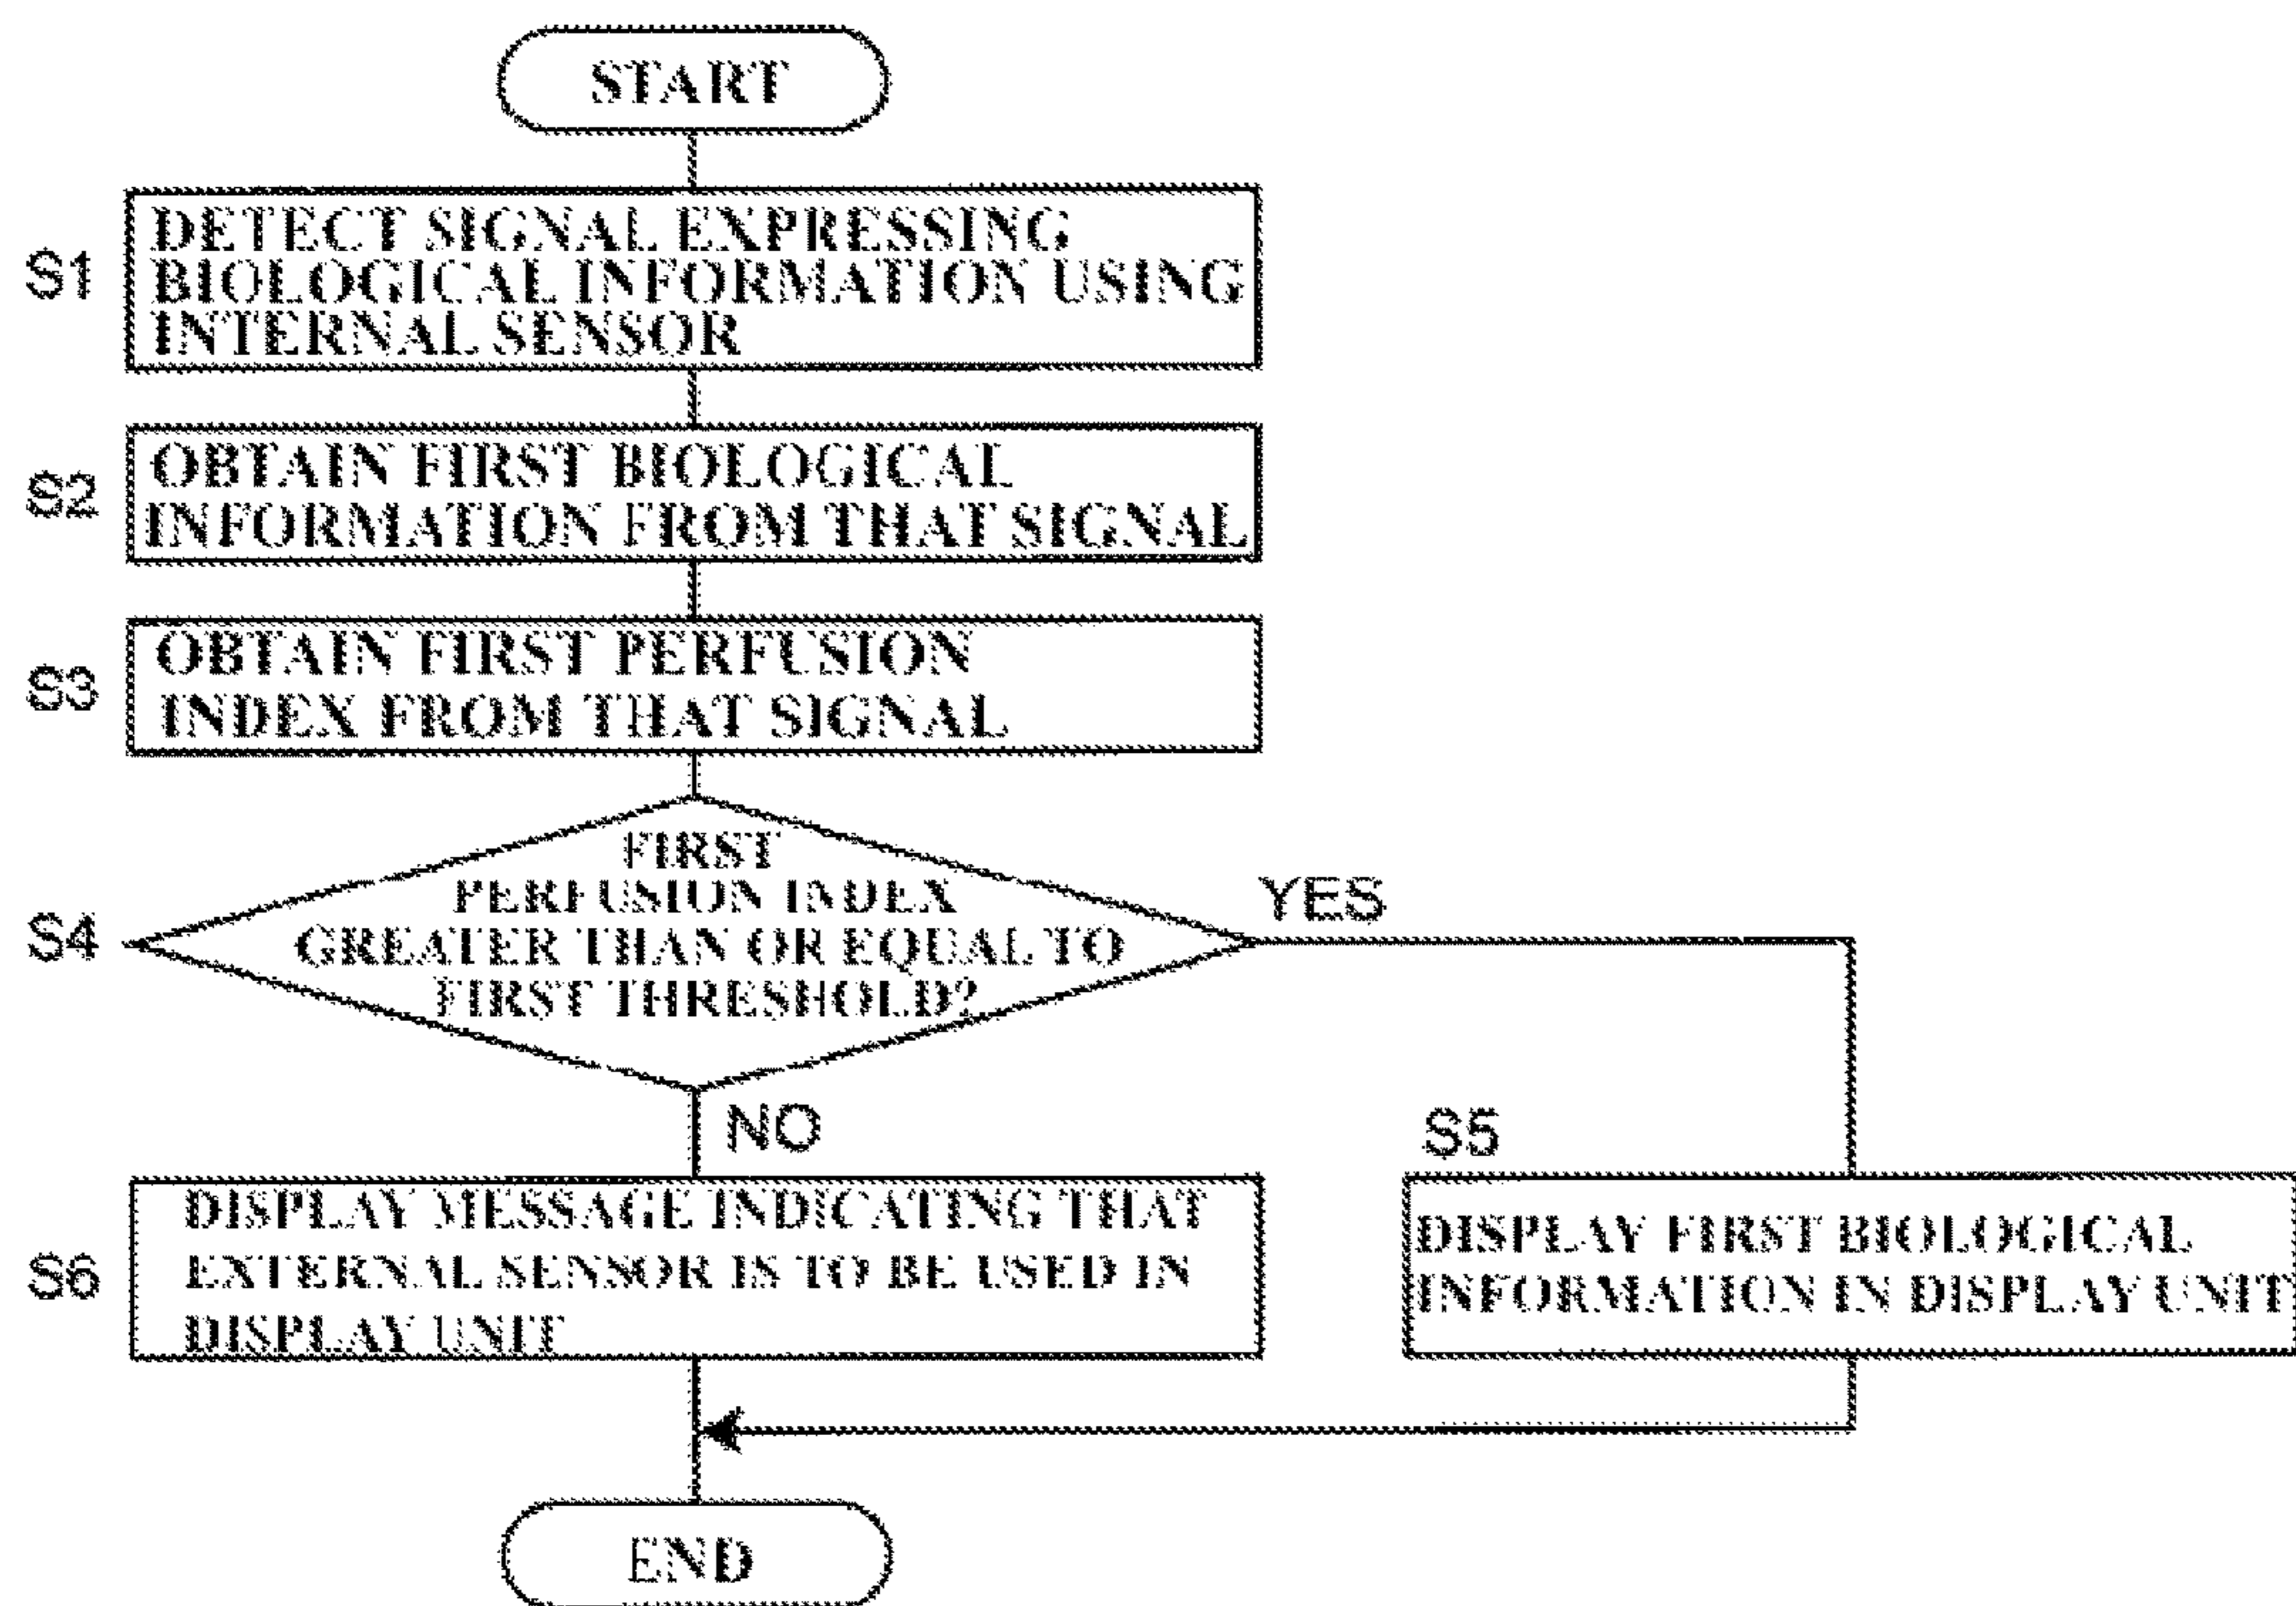 START
S1
DETECT SIGNAL EXPRESSING
BIOLOGICAL INFORMATION USING
INTERNAL SENSOR
S2
OBTAIN FIRST BIOLOGICAL
INFORMATION FROM THAT SIGNAL
S3
OBTAIN FIRST PERFUSION
INDEX FROM THAT SIGNAL
S4
FIRST
PERFUSION INDEX
GREATER THAN OR EQUAL TO
FIRST THRESHOLD?
YES
NO
S5
DISPLAY FIRST BIOLOGICAL
INFORMATION IN DISPLAY UNIT
S6
DISPLAY MESSAGE INDICATING THAT
EXTERNAL SENSOR IS TO BE USED IN
DISPLAY UNIT
END